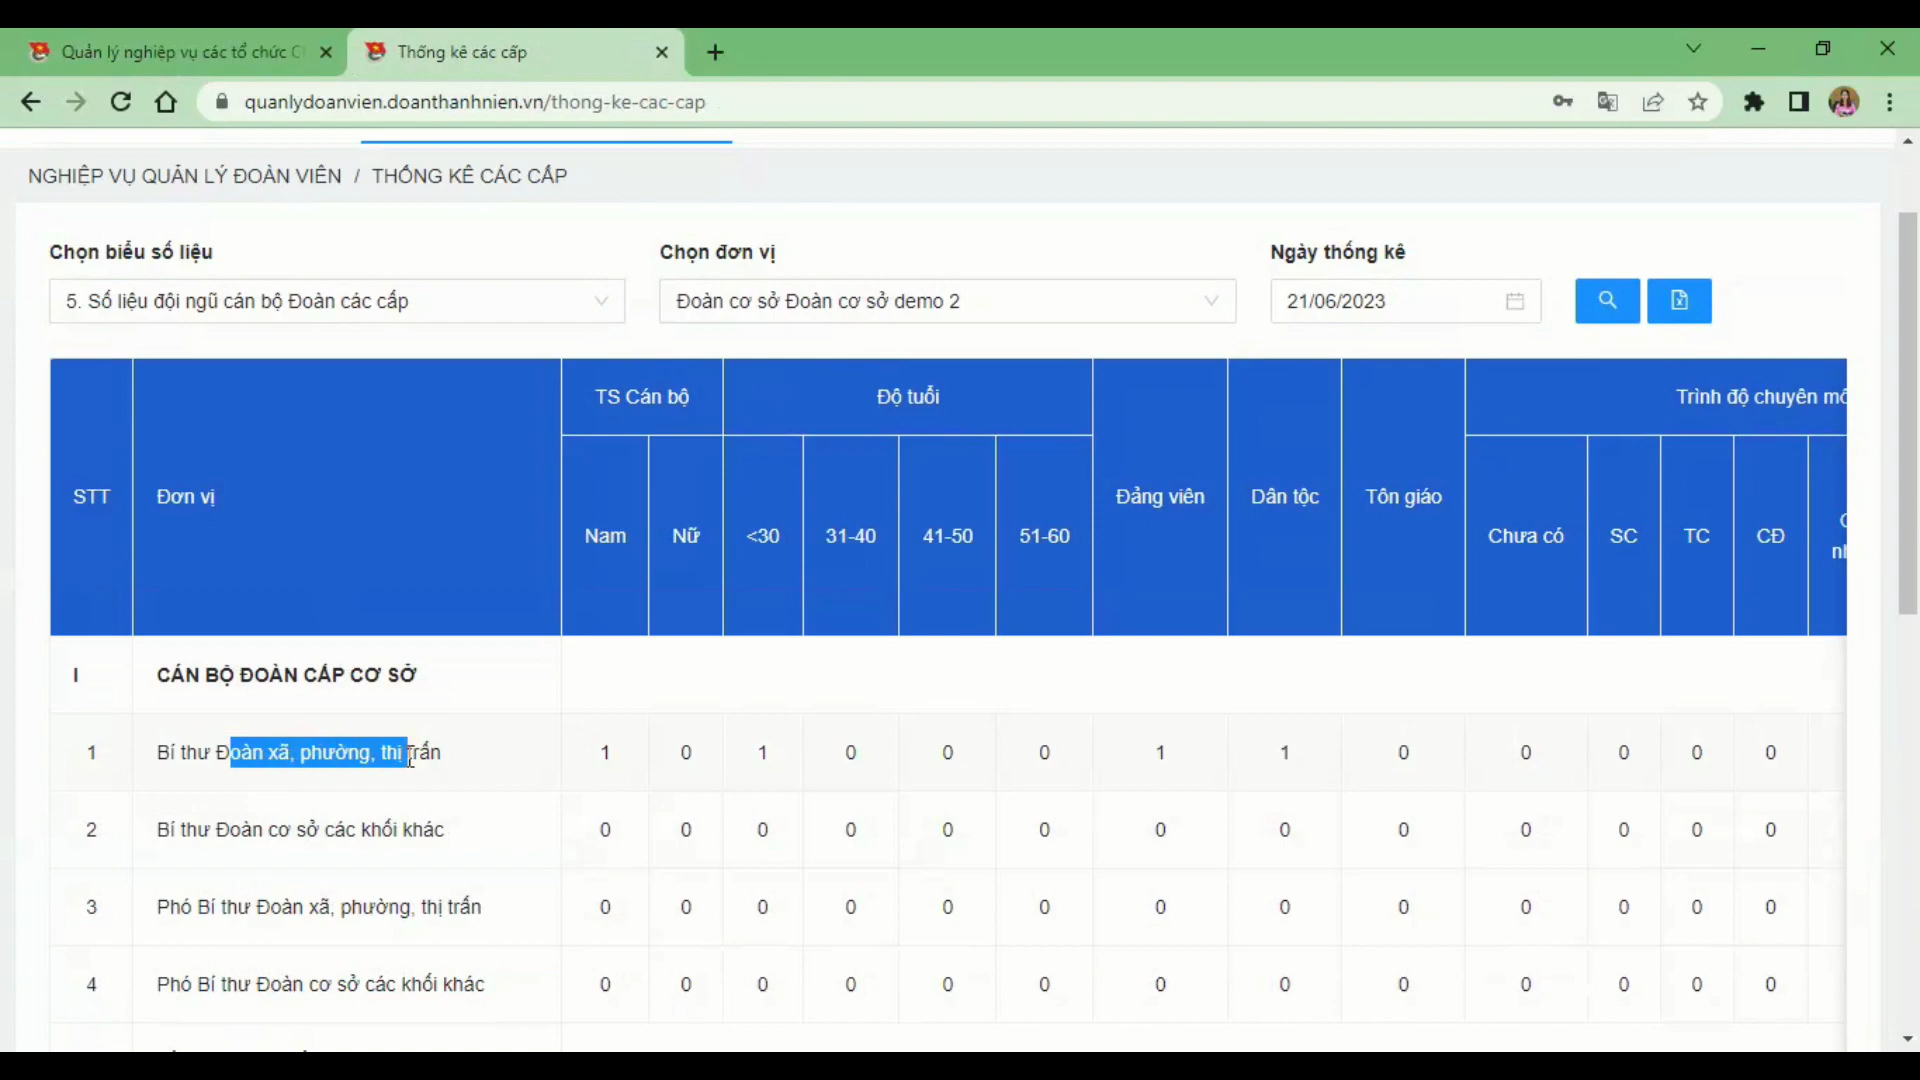 Quản lý nghiệp vụ các tổ chức
Thống kê các cấp
quanlydoanvien.doanthanhnien.vn/thong-ke-cac-cap
NGHIỆP VỤ QUẢN LÝ ĐOÀN VIÊN / THỐNG KÊ CÁC CẤP
Chọn biểu số liệu Chọn đơn vị Ngày thống kê
5. Số liệu đội ngũ cán bộ Đoàn các cấp Đoàn cơ sở Đoàn cơ sở demo 2 21/06/2023
TS Cán bộ Độ tuổi Trình độ chuyên
STT Đơn vị Đảng viên Dân tộc Tôn giáo
Nam Nữ <30 31-40 41-50 51-60 Chưa có SC TC CĐ
I CÁN BỘ ĐOÀN CẤP CƠ SỞ
1 Bí thư Đoàn xã, phường, thị trấn 1 0 1 0 0 0 1 1 0 0 0 0 0
2 Bí thư Đoàn cơ sở các khối khác 0 0 0 0 0 0 0 0 0 0 0 0 0
3 Phó Bí thư Đoàn xã, phường, thị trấn 0 0 0 0 0 0 0 0 0 0 0 0 0
4 Phó Bí thư Đoàn cơ sở các khối khác 0 0 0 0 0 0 0 0 0 0 0 0 0